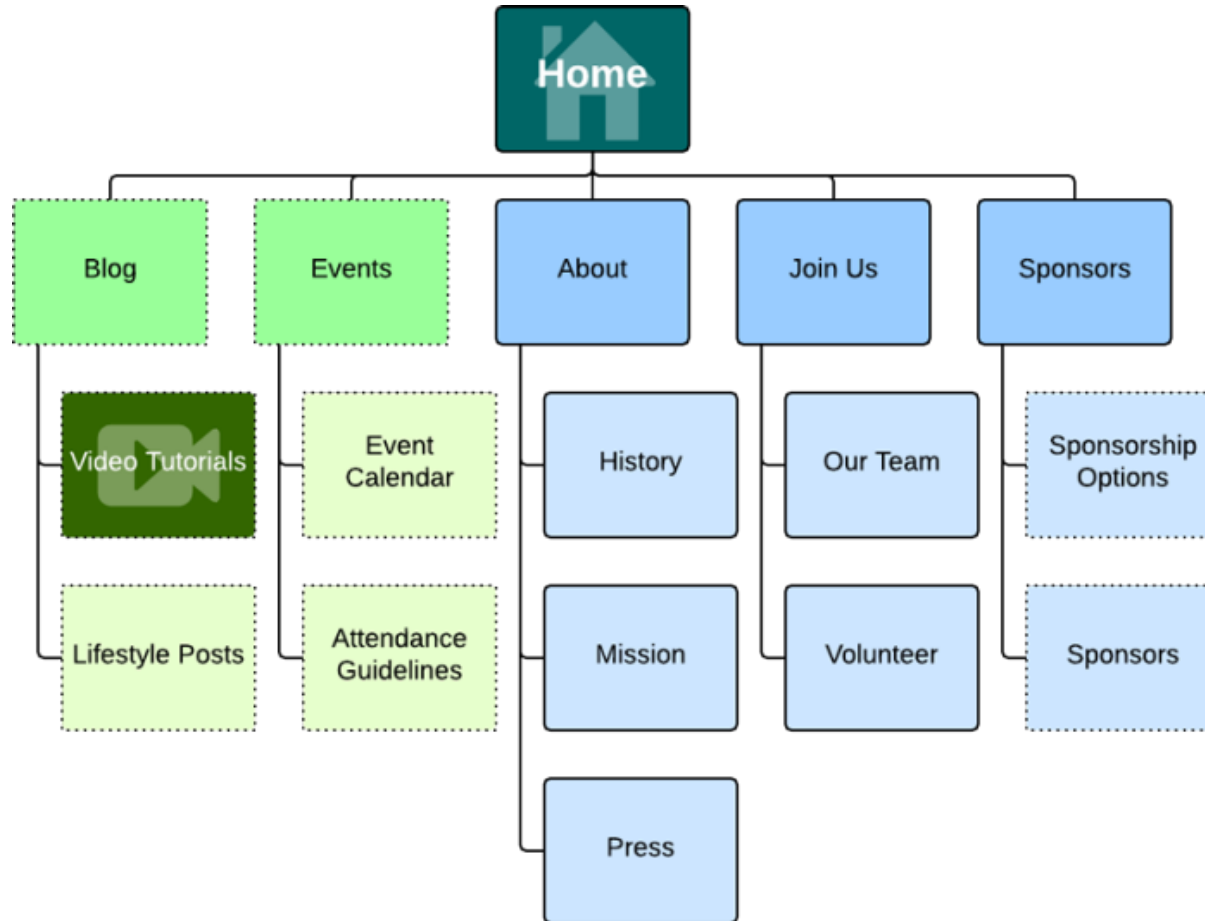 Home
Blog
Events
About
Join Us
Sponsors
Video Tutorials
Event
Calendar
History
Our Team
Sponsorship
Options
Lifestyle Posts
Attendance
Guidelines
Mission
Volunteer
Sponsors
Press